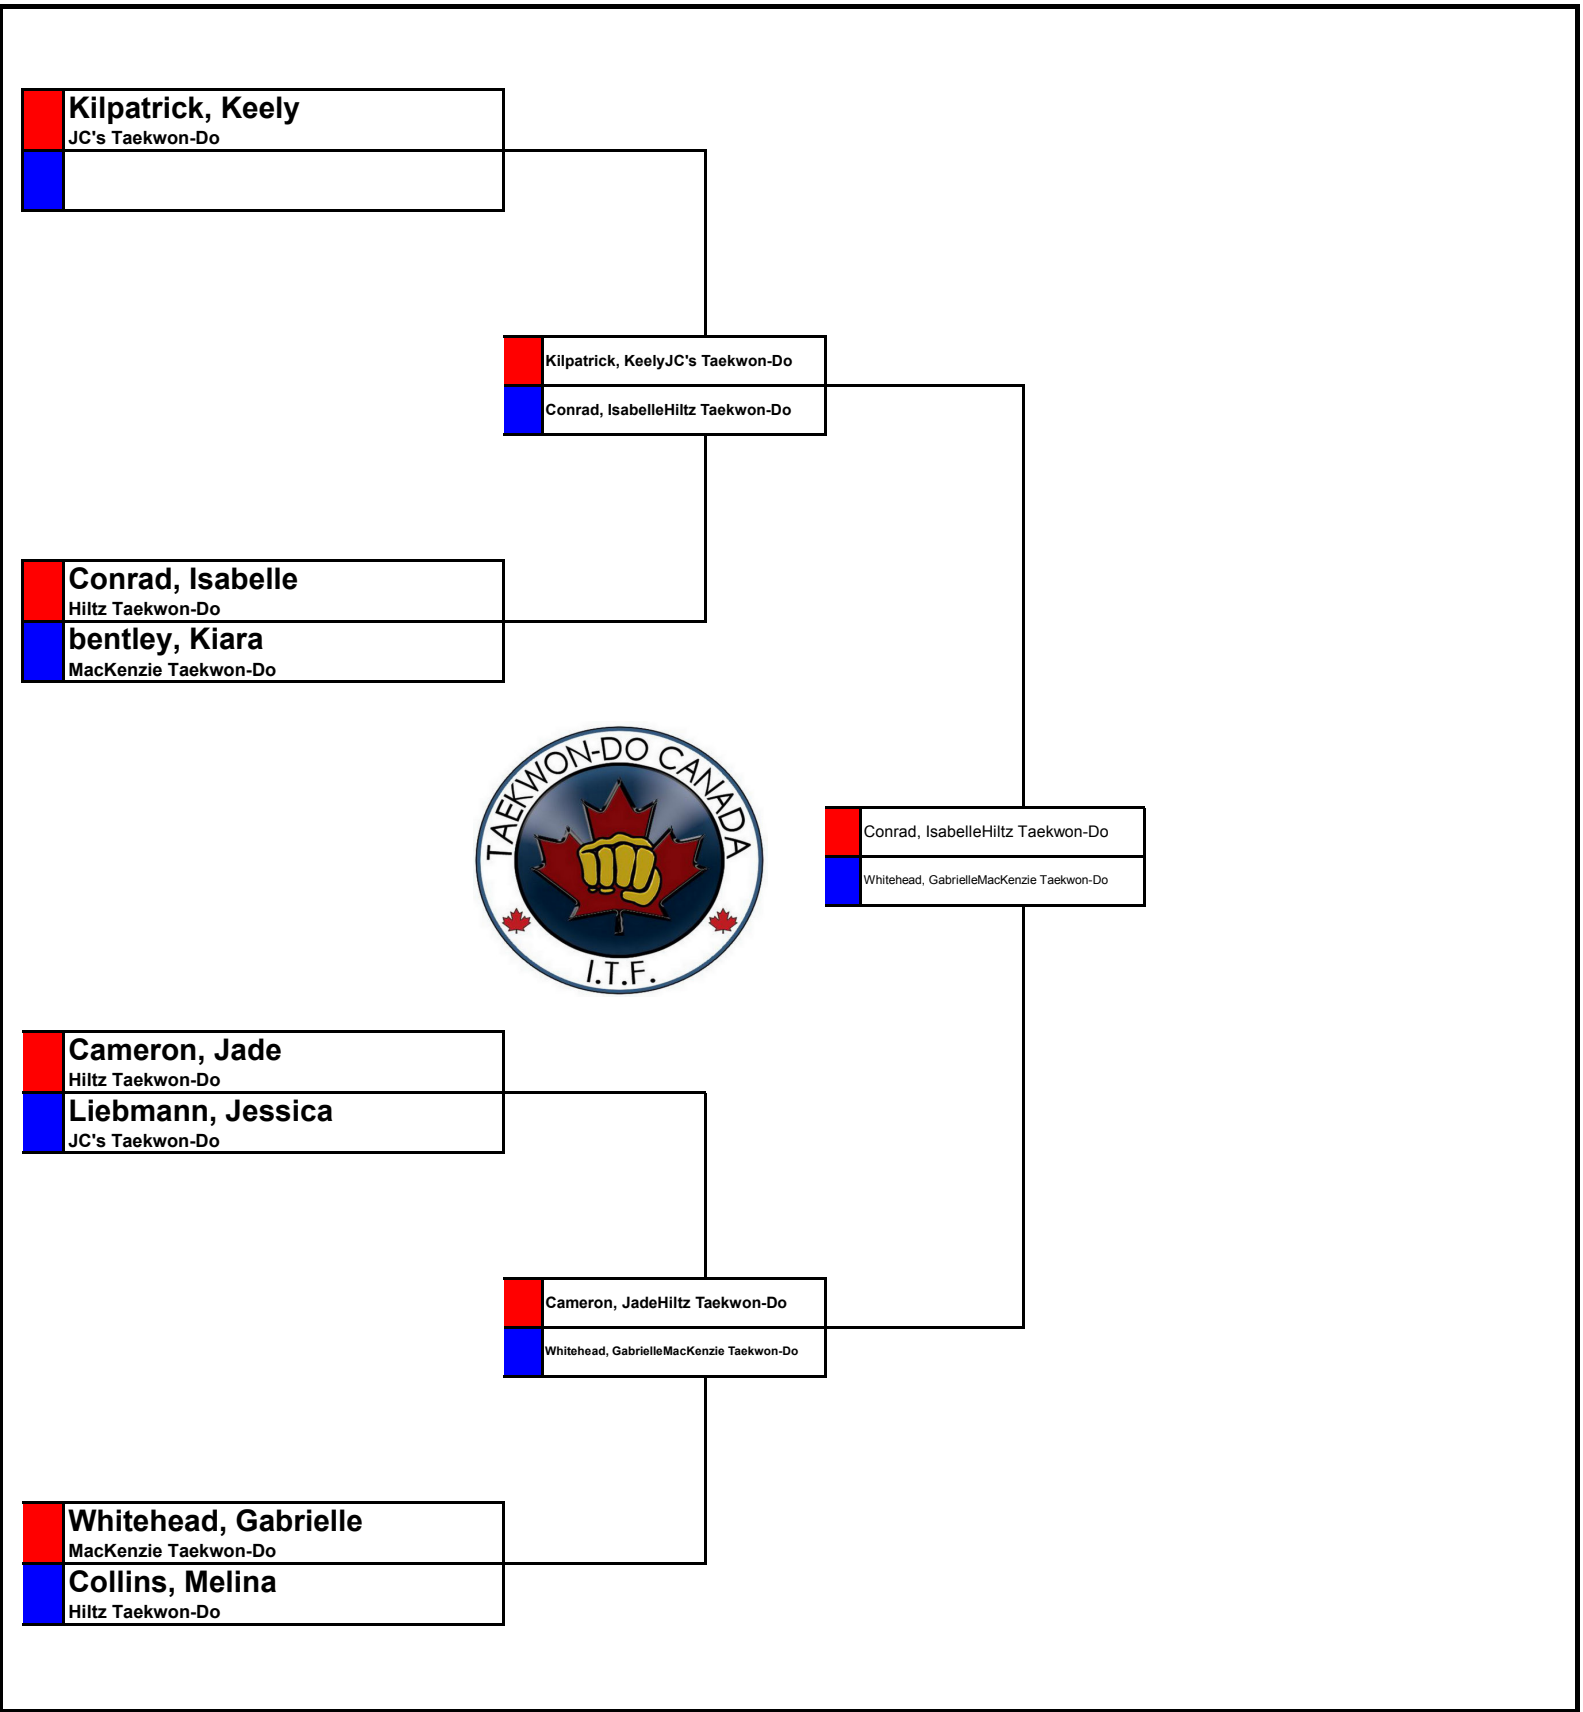 Kilpatrick, Keely
JC's Taekwon-Do
Kilpatrick, KeelyJC's Taekwon-Do
Conrad, IsabelleHiltz Taekwon-Do
Conrad, Isabelle
Hiltz Taekwon-Do
bentley, Kiara
MacKenzie Taekwon-Do
TAEKWON-DO CANADA
I.T.F.
Conrad, IsabelleHiltz Taekwon-Do
Whitehead, GabrielleMacKenzie Taekwon-Do
Cameron, Jade
Hiltz Taekwon-Do
Liebmann, Jessica
JC's Taekwon-Do
Cameron, JadeHiltz Taekwon-Do
Whitehead, GabrielleMacKenzie Taekwon-Do
Whitehead, Gabrielle
MacKenzie Taekwon-Do
Collins, Melina
Hiltz Taekwon-Do